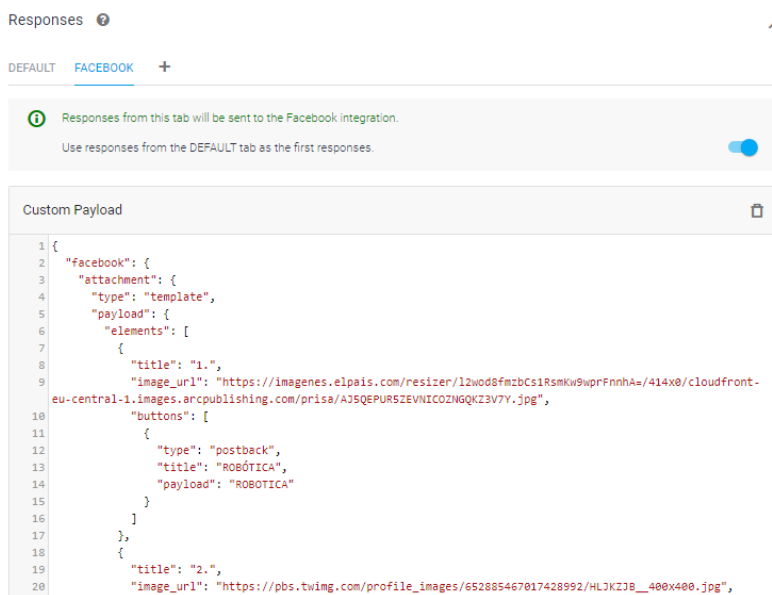 Responses
DEFAULT FACEBOOK +
Responses from this tab will be sent to the Facebook integration.
Use responses from the DEFAULT tab as the first responses.
Custom Payload
1 {
2 "facebook": {
3 "attachment": {
4 "type": "template",
5 "payload": {
6 "elements": [
7 {
8 "title": "1.",
9 "image_url": "https://imagenes.elpais.com/resizer/l2wod8fmzbCs1RsmKw9wprFnnhA=/414x0/cloudfront-
eu-central-1.images.arcpublishing.com/prisa/AJ5QEPUR5ZEVNICOZNGQKZ3V7Y.jpg",
10 "buttons": [
11 {
12 "type": "postback",
13 "title": "ROBÓTICA",
14 "payload": "ROBOTICA"
15 }
16 ]
17 },
18 {
19 "title": "2.",
20 "image_url": "https://pbs.twimg.com/profile_images/652885467017428992/HLJKZJB__400x400.jpg",